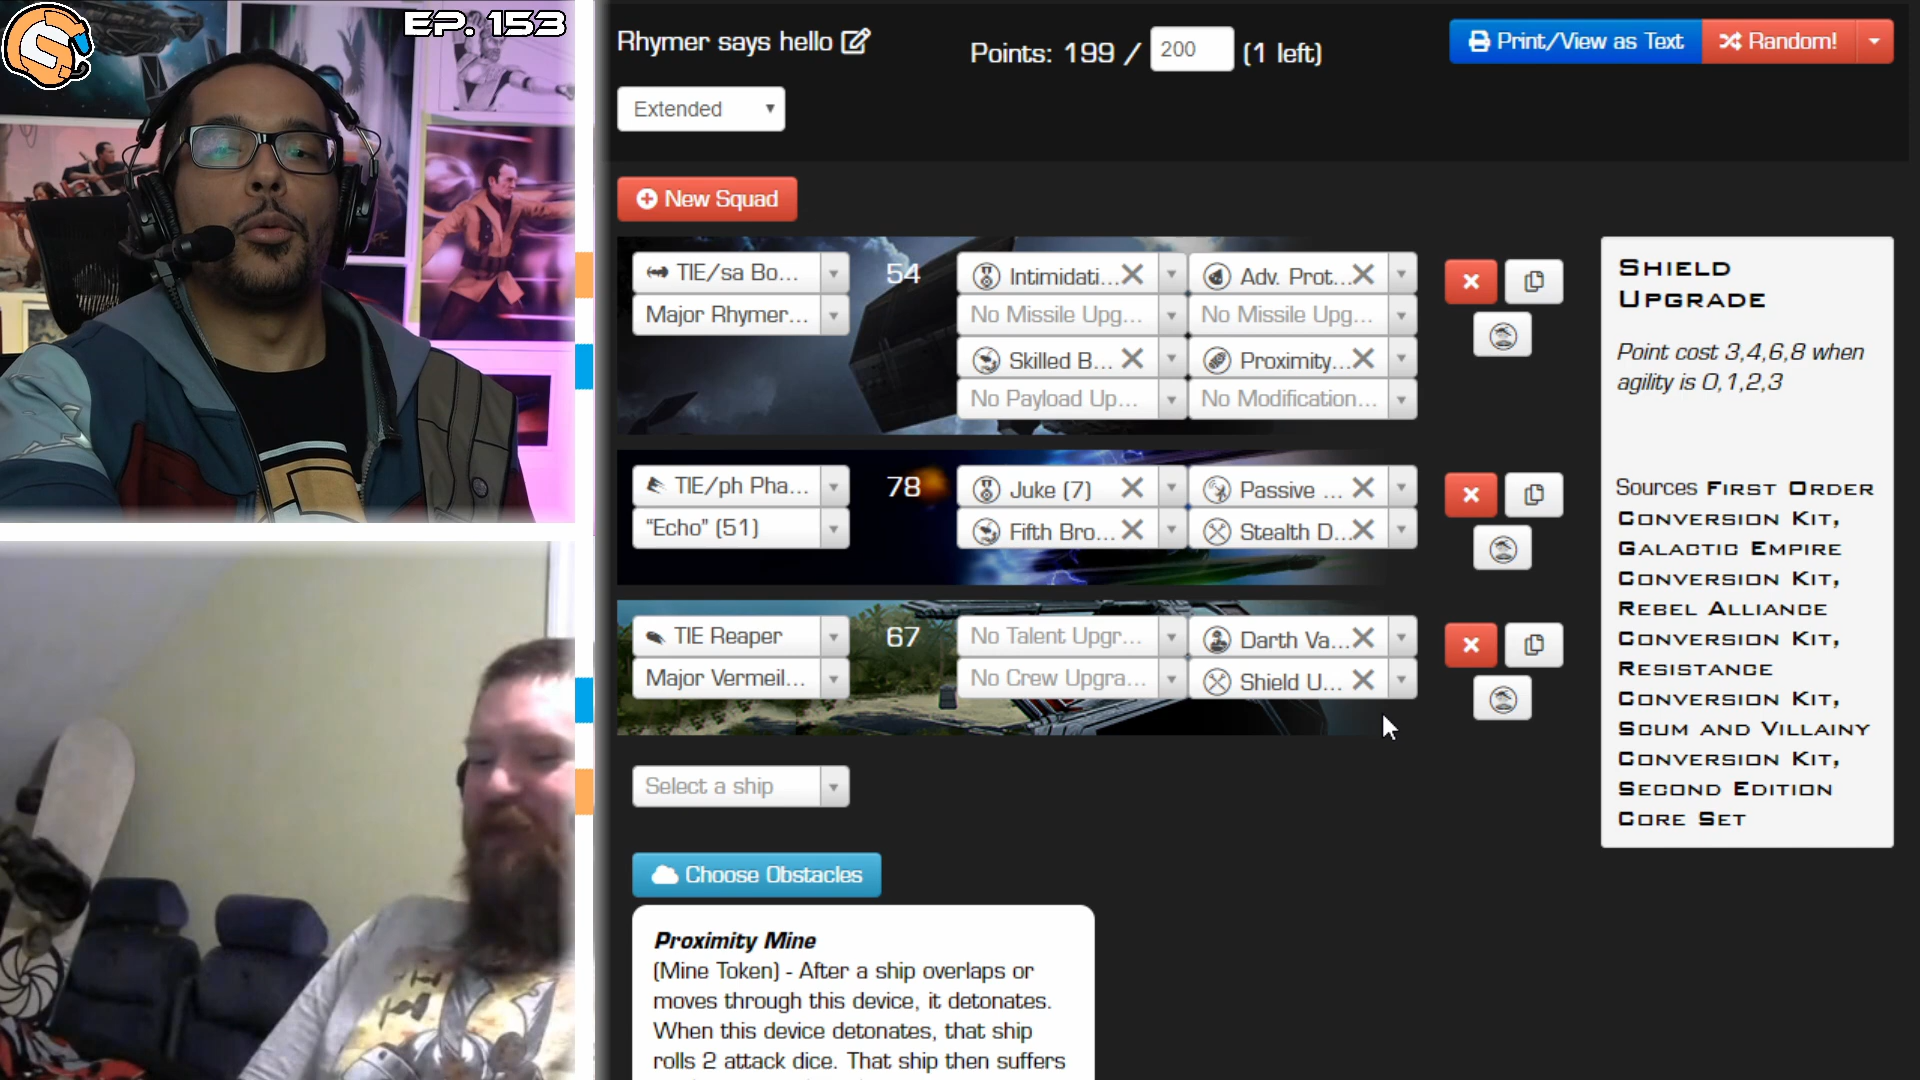 EP. 153
Rhymer says hello
Points: 199 / 200 (1 left)
Print/View as Text
Random!
Extended
New Squad
TIE/sa Bo...
54
Intimidati...
Adv. Prot...
Major Rhymer...
No Missile Upg...
No Missile Upg...
Skilled B...
Proximity...
No Payload Up...
No Modification...
TIE/ph Pha...
78
Juke (7)
Passive ...
"Echo" (51)
Fifth Bro...
Stealth D...
TIE Reaper
67
No Talent Upgr...
Darth Va...
Major Vermeil...
No Crew Upgra...
Shield U...
Select a ship
Choose Obstacles
Proximity Mine
(Mine Token) - After a ship overlaps or
moves through this device, it detonates.
When this device detonates, that ship
rolls 2 attack dice. That ship then suffers
Shield
Upgrade
Point cost 3,4,6,8 when
agility is 0,1,2,3
Sources First Order
Conversion Kit,
Galactic Empire
Conversion Kit,
Rebel Alliance
Conversion Kit,
Resistance
Conversion Kit,
Scum and Villainy
Conversion Kit,
Second Edition
Core Set